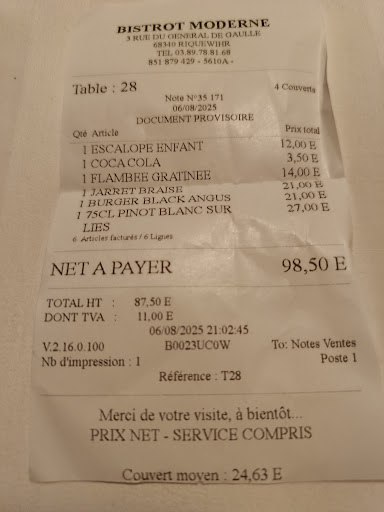 BISTROT MODERNE
3 RUE DU GENERAL DE GAULLE
68340 RIQUEWIHR
TEL 03.89.78.81.68
851 879 429 - 5610A -
Table : 28 4 Couverts
Note N°35 171
06/08/2025
DOCUMENT PROVISOIRE
Qté Article Prix total
1 ESCALOPE ENFANT 12,00 E
1 COCA COLA 3,50 E
1 FLAMBEE GRATINEE 14,00 E
1 JARRET BRAISE 21,00 E
1 BURGER BLACK ANGUS 21,00 E
1 75CL PINOT BLANC SUR 27,00 E
LIES
6 Articles facturés / 6 Lignes
NET A PAYER 98,50 E
TOTAL HT : 87,50 E
DONT TVA : 11,00 E
06/08/2025 21:02:45
V.2.16.0.100 B0023UC0W To: Notes Ventes
Nb d'impression : 1 Poste 1
Référence : T28
Merci de votre visite, à bientôt...
PRIX NET - SERVICE COMPRIS
Couvert moyen : 24,63 E